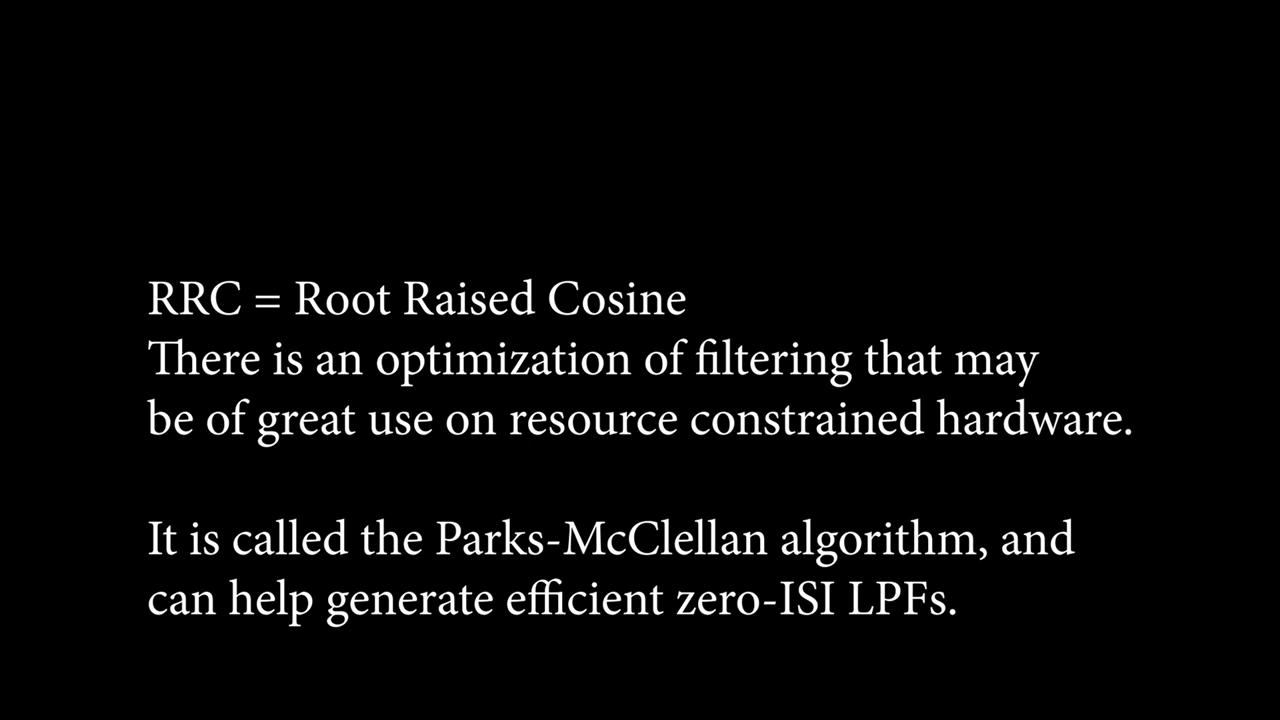 RRC = Root Raised Cosine
There is an optimization of filtering that may
be of great use on resource constrained hardware.
It is called the Parks-McClellan algorithm, and
can help generate efficient zero-ISI LPFs.